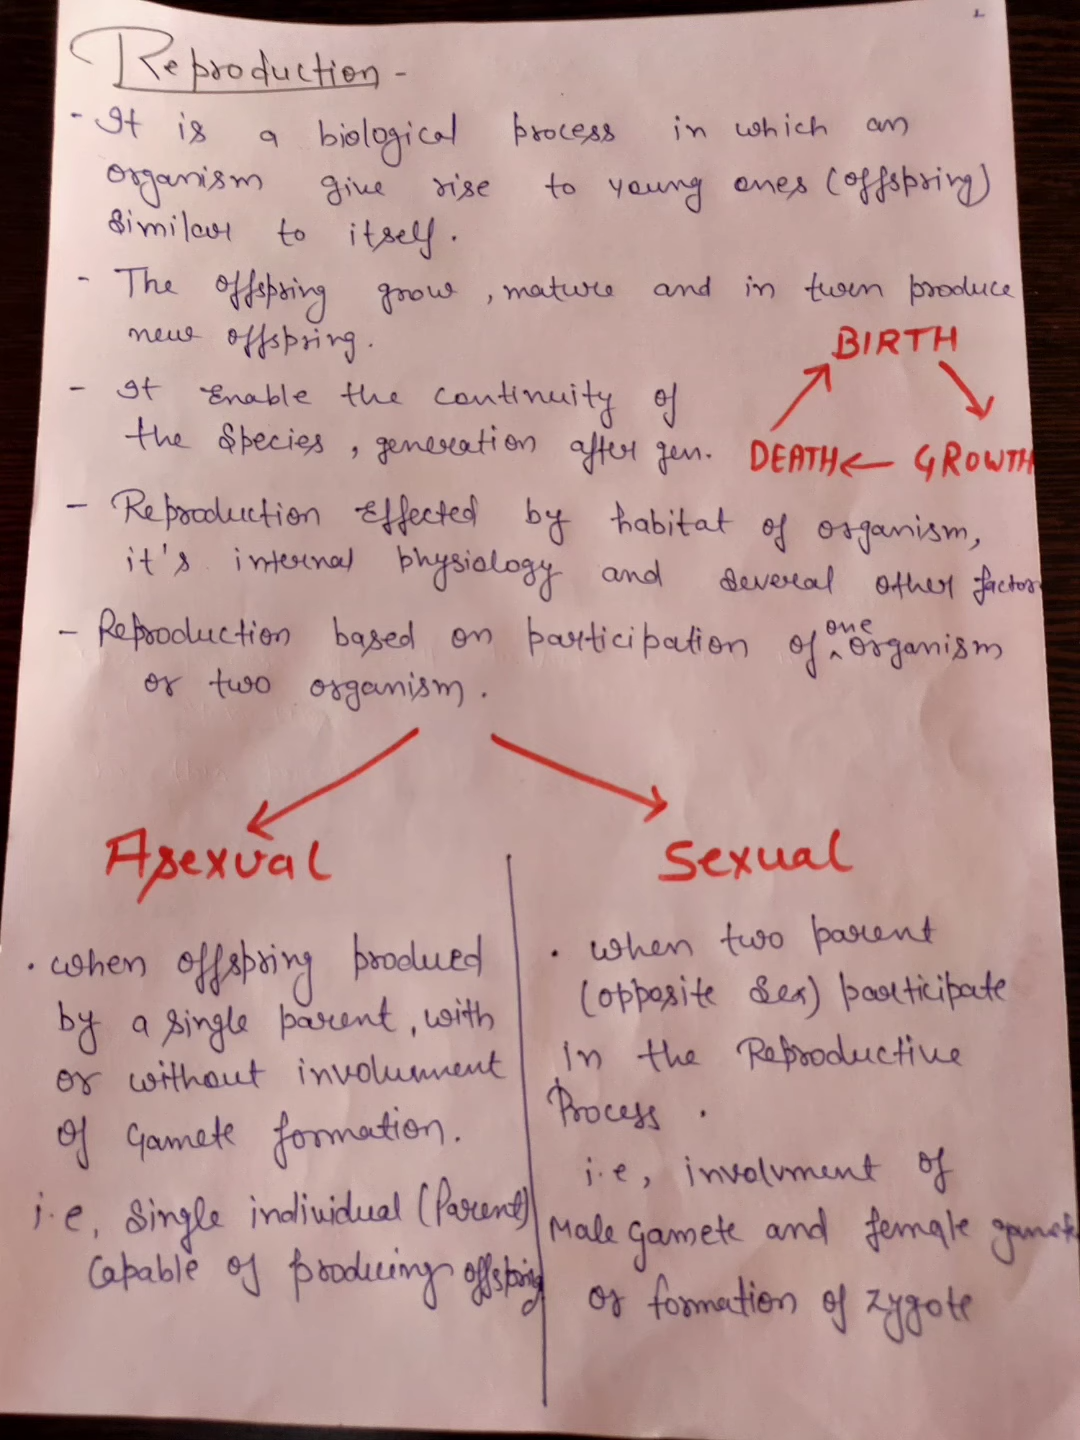 Reproduction -
- It is a biological process in which an
organism give rise to young ones (offspring)
similar to itself.
- The offspring grow, mature and in turn produce
new offspring.
BIRTH
- It Enable the continuity of
the species, generation after gen.
DEATH ← GROWTH
- Reproduction Effected by habitat of organism,
it's internal physiology and several other factor
- Reproduction based on participation of one organism
or two organism.
Asexual
• when offspring produed
by a single parent, with
or without involument
of Gamete formation.
i.e, single individual (Parent)
Capable of producing offspring
Sexual
• when two parent
(opposite sex) participate
in the Reproductive
Process.
i.e, involvment of
Male gamete and female gamete
or formation of zygote